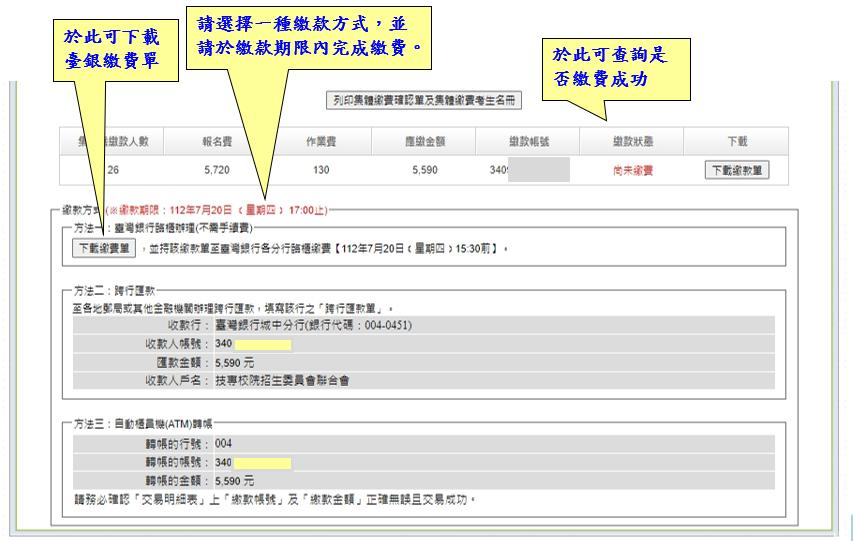 於此可下載
臺銀繳費單
請選擇一種繳款方式，並
請於繳款期限內完成繳費。
於此可查詢是
否繳費成功
列印集體繳費確認單及集體繳費考生名冊
集 繳款人數 報名費 作業費 應繳金額 繳款帳號 繳款狀態 下載
26 5,720 130 5,590 340 尚未繳費 下載繳款單
繳款方式(※繳款期限：112年7月20日（星期四）17:00止)
方法一：臺灣銀行臨櫃辦理(不需手續費)
下載繳費單，並持該繳款單至臺灣銀行各分行臨櫃繳費【112年7月20日(星期四)15:30前】。
方法二：跨行匯款
至各地郵局或其他金融機關辦理跨行匯款，填寫該行之「跨行匯款單」。
收款行：臺灣銀行城中分行(銀行代碼：004-0451)
收款人帳號：340
匯款金額：5,590 元
收款人戶名：技專校院招生委員會聯合會
方法三：自動櫃員機(ATM)轉帳
轉帳的行號：004
轉帳的帳號：340
轉帳的金額：5,590 元
請務必確認「交易明細表」上「繳款帳號」及「繳款金額」正確無誤且交易成功。